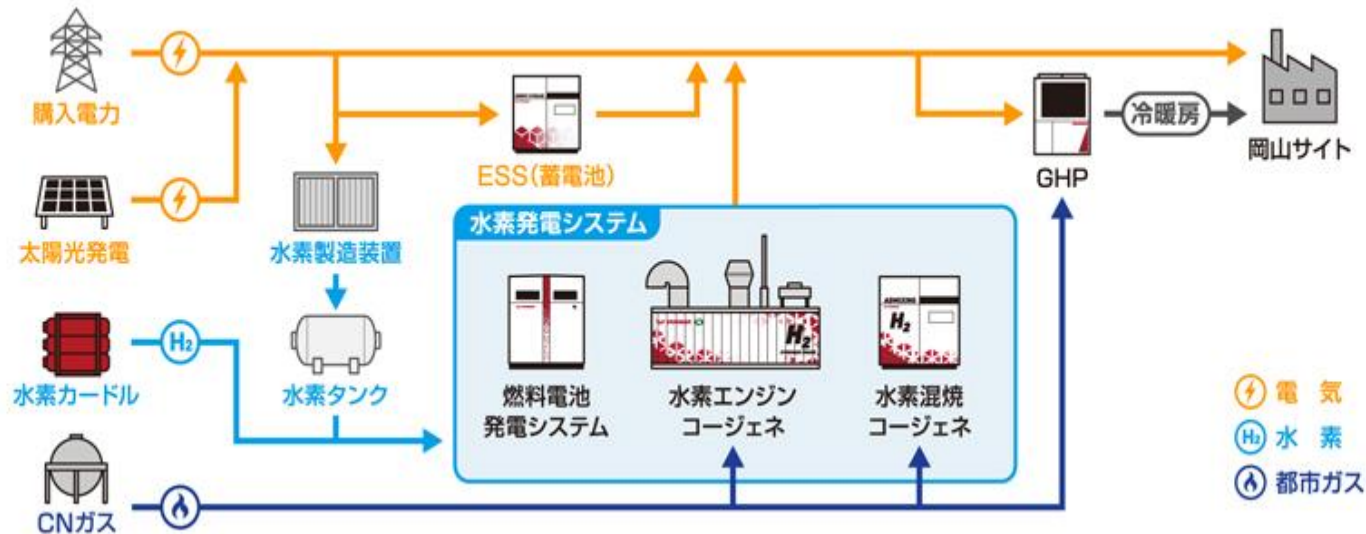 購入電力
太陽光発電
水素カードル
H2
CNガス
水素製造装置
水素タンク
ESS(蓄電池)
水素発電システム
燃料電池
発電システム
H2
水素エンジン
コージェネ
H2
水素混焼
コージェネ
GHP
冷暖房
岡山サイト
電 気
H2 水 素
都市ガス